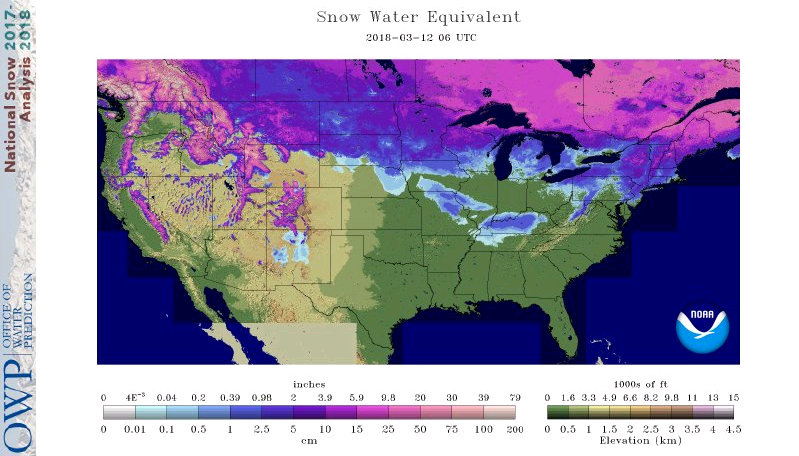 National Snow 2017-
Analysis 2018
OWP
OFFICE OF
WATER
PREDICTION
Snow Water Equivalent
2018-03-12 06 UTC
NOAA
inches
0 4E⁻³ 0.04 0.2 0.39 0.98 2 3.9 5.9 9.8 20 30 39 79
0 0.01 0.1 0.5 1 2.5 5 10 15 25 50 75 100 200
cm
1000s of ft
0 1.6 3.3 4.9 6.6 8.2 9.8 11 13 15
0 0.5 1 1.5 2 2.5 3 3.5 4 4.5
Elevation (km)